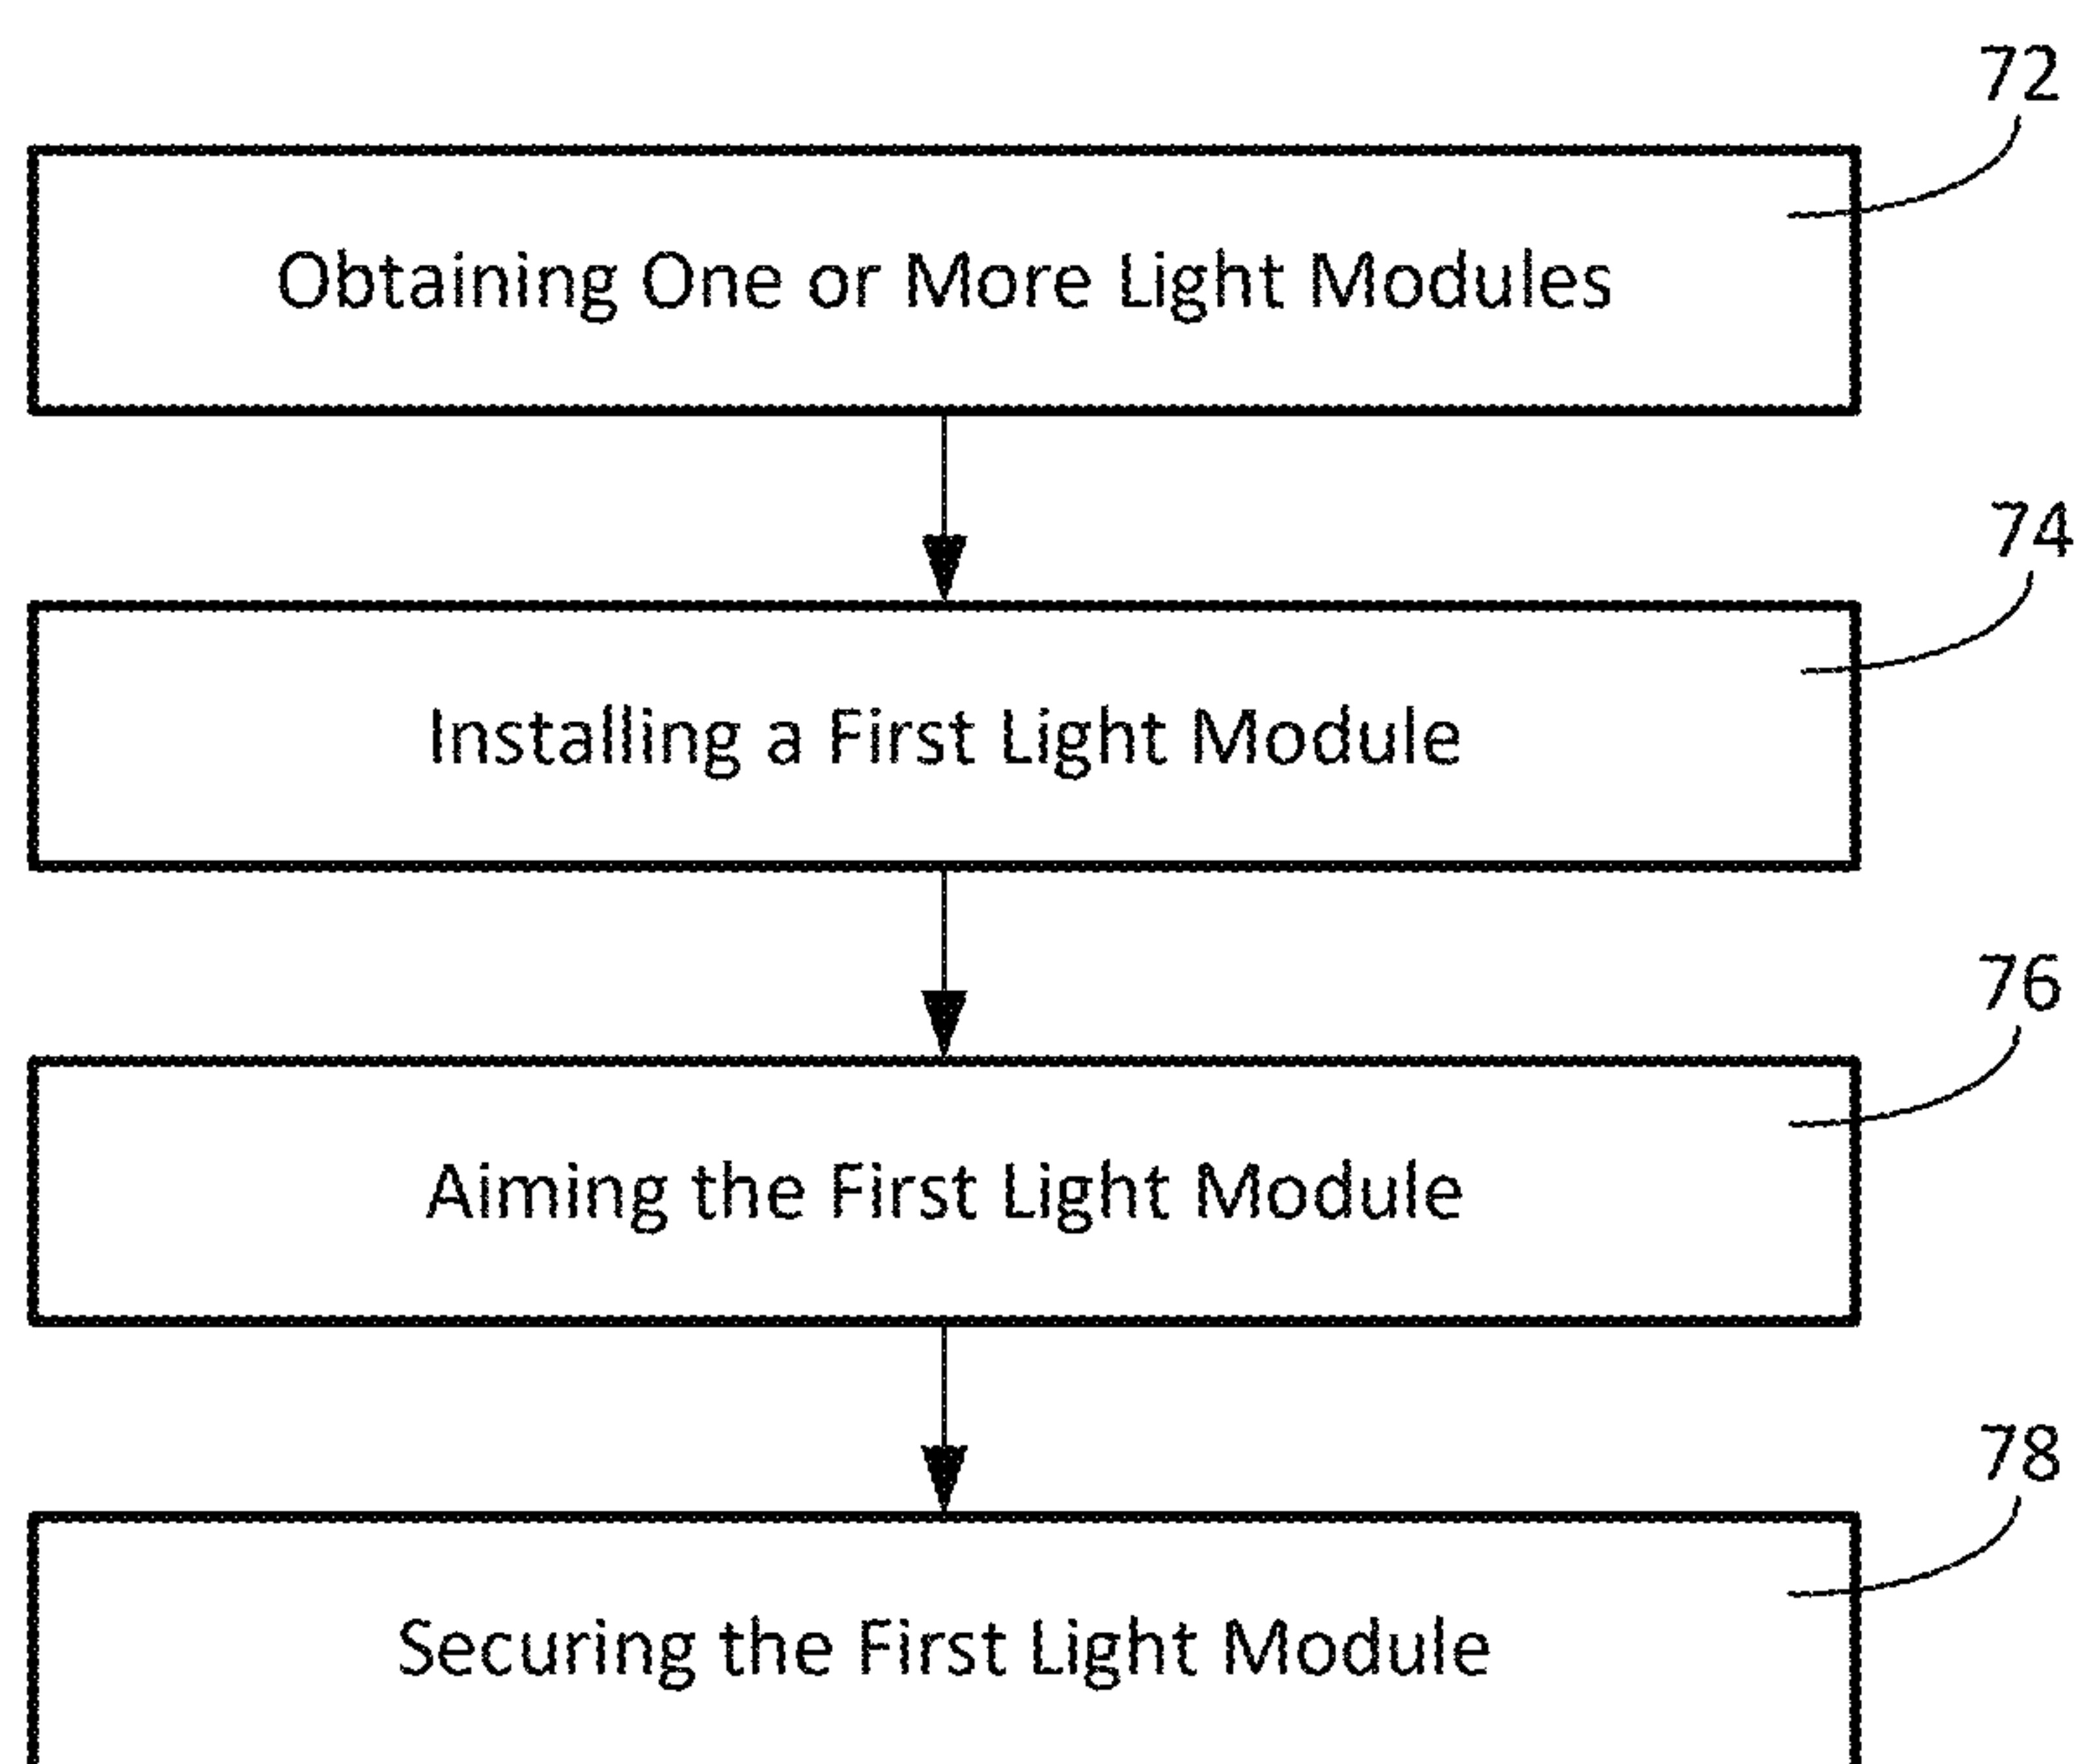 72
Obtaining One or More Light Modules
74
Installing a First Light Module
76
Aiming the First Light Module
78
Securing the First Light Module